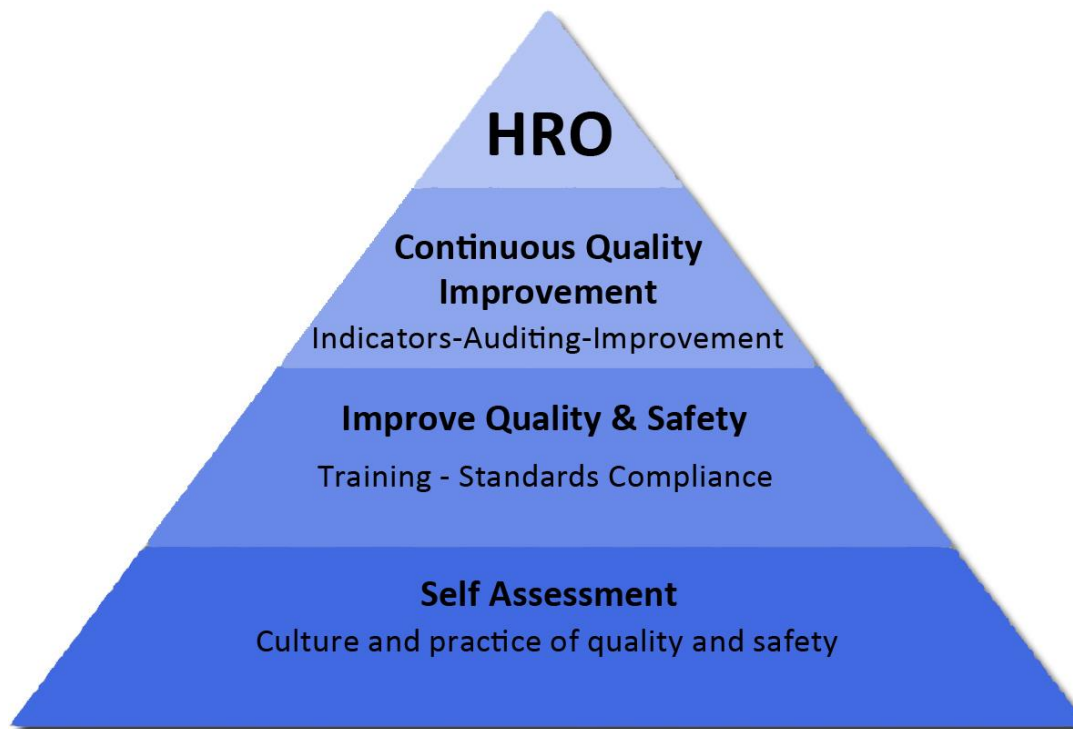 HRO
Continuous Quality
Improvement
Indicators-Auditing-Improvement
Improve Quality & Safety
Training - Standards Compliance
Self Assessment
Culture and practice of quality and safety